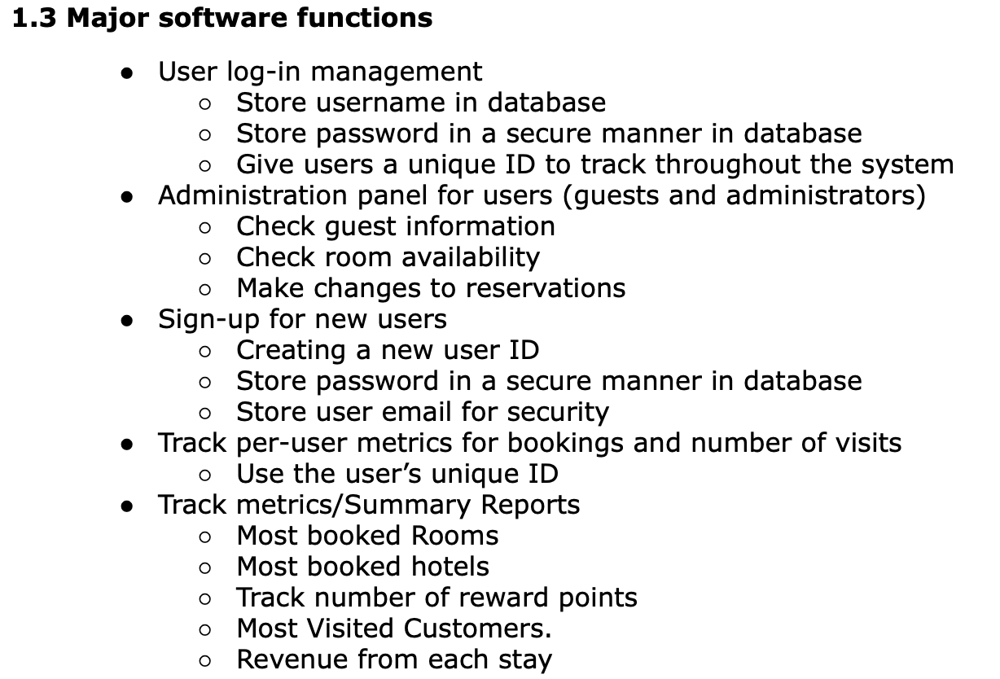 1.3 Major software functions
● User log-in management
○ Store username in database
○ Store password in a secure manner in database
○ Give users a unique ID to track throughout the system
● Administration panel for users (guests and administrators)
○ Check guest information
○ Check room availability
○ Make changes to reservations
● Sign-up for new users
○ Creating a new user ID
○ Store password in a secure manner in database
○ Store user email for security
● Track per-user metrics for bookings and number of visits
○ Use the user’s unique ID
● Track metrics/Summary Reports
○ Most booked Rooms
○ Most booked hotels
○ Track number of reward points
○ Most Visited Customers.
○ Revenue from each stay